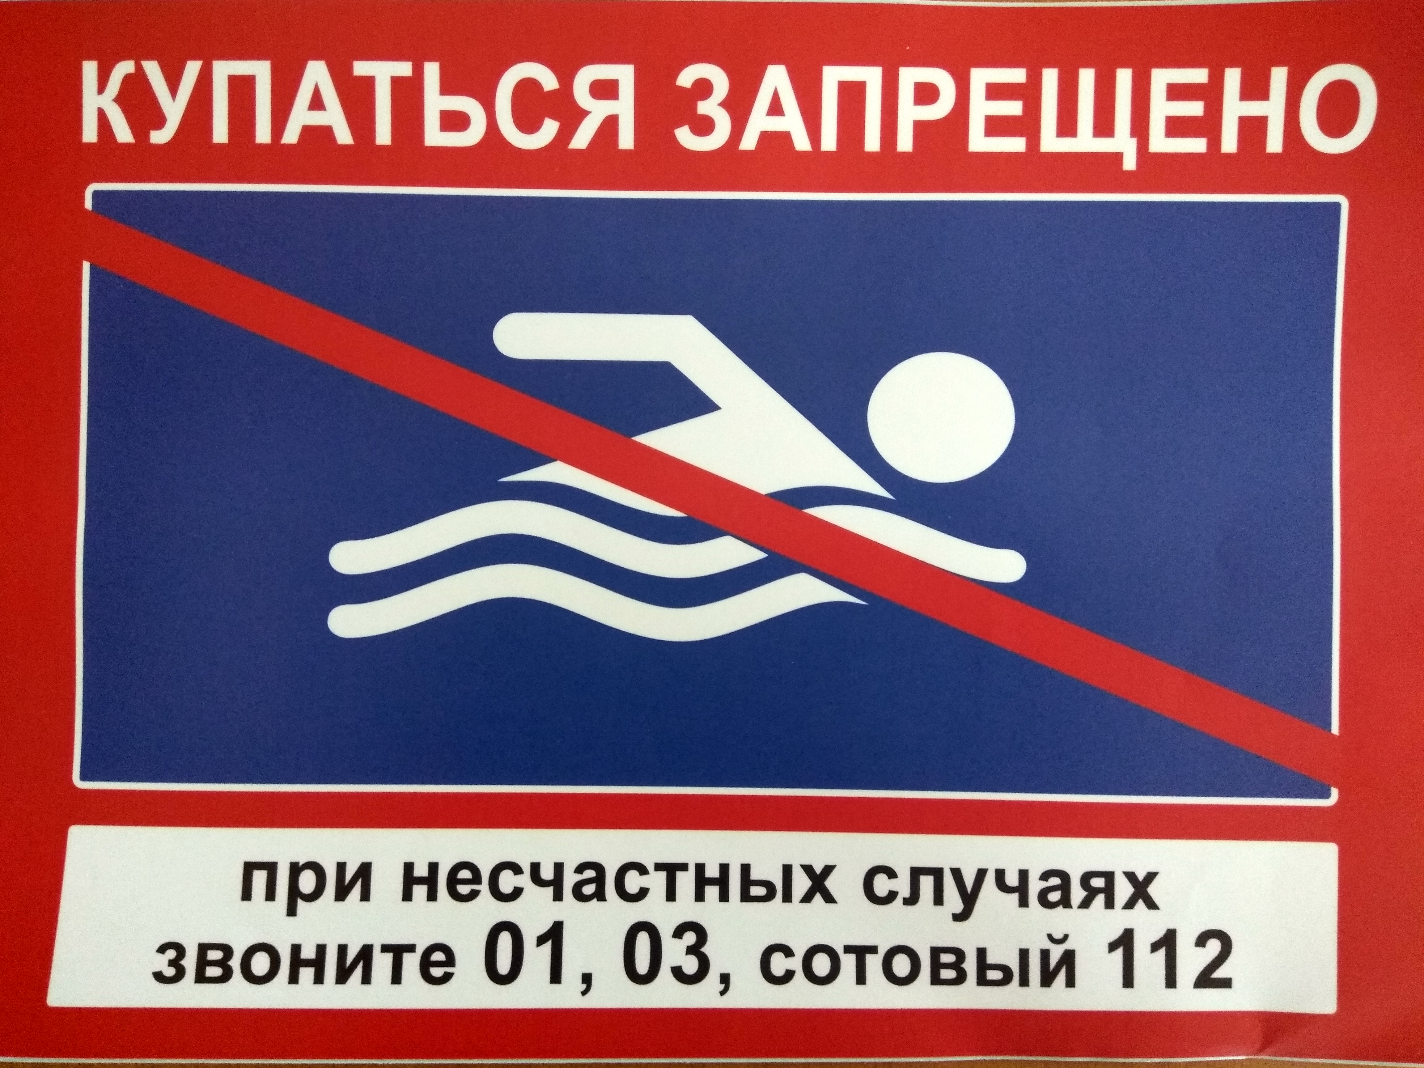 КУПАТЬСЯ ЗАПРЕЩЕНО
при несчастных случаях
звоните 01, 03, сотовый 112